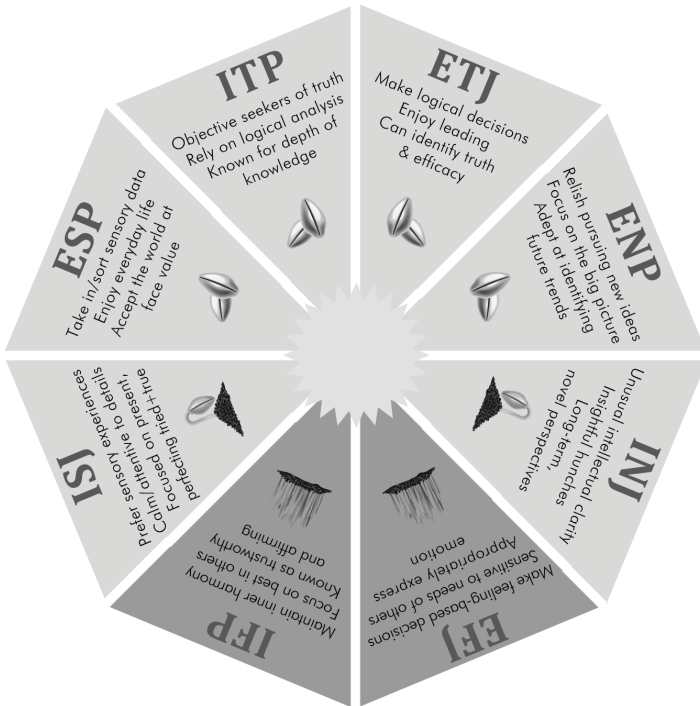 ITP
Objective seekers of truth
Rely on logical analysis
Known for depth of
knowledge
ETJ
Make logical decisions
Enjoy leading
Can identify truth
& efficacy
ENP
Relish pursuing new ideas
Focus on the big picture
Adept at identifying
future trends
INJ
Unusual intellectual clarity
Insightful hunches
Long-term,
novel perspectives
EFJ
Make feeling-based decisions
Sensitive to needs of others
Appropriately express
emotion
IFP
Maintain inner harmony
Focus on best in others
Known as trustworthy
and affirming
ISJ
Prefer sensory experiences
Calm/attentive to details
Focused on present,
perfecting tried+true
ESP
Take in/sort sensory data
Enjoy everyday life
Accept the world at
face value